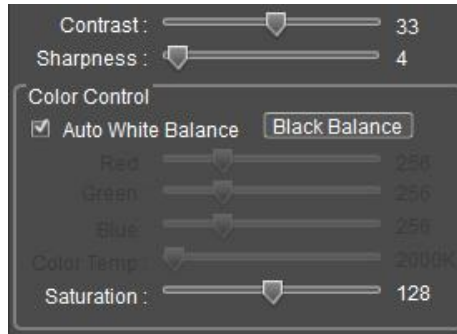 Contrast : 33
Sharpness : 4
Color Control
Auto White Balance Black Balance
Red 256
Green 256
Blue 256
Color Temp : 2000K
Saturation : 128